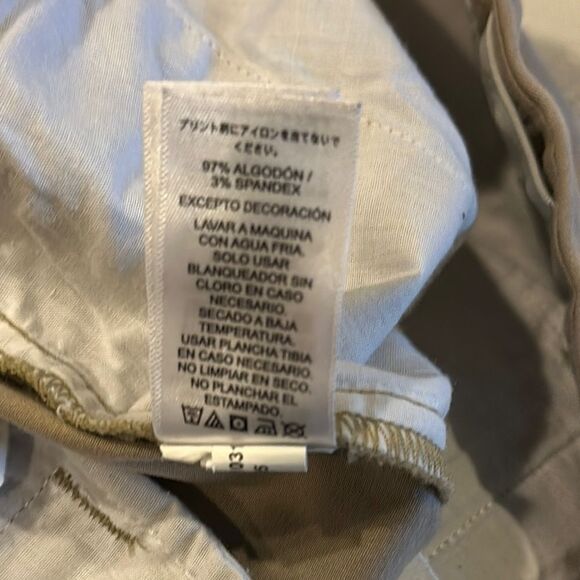 プリント柄にアイロンを当てないで
ください。
97% ALGODÓN /
3% SPANDEX
EXCEPTO DECORACIÓN
LAVAR A MAQUINA
CON AGUA FRIA.
SOLO USAR
BLANQUEADOR SIN
CLORO EN CASO
NECESARIO.
SECADO A BAJA
TEMPERATURA.
USAR PLANCHA TIBIA
EN CASO NECESARIO.
NO LIMPIAR EN SECO.
NO PLANCHAR EL
ESTAMPADO.